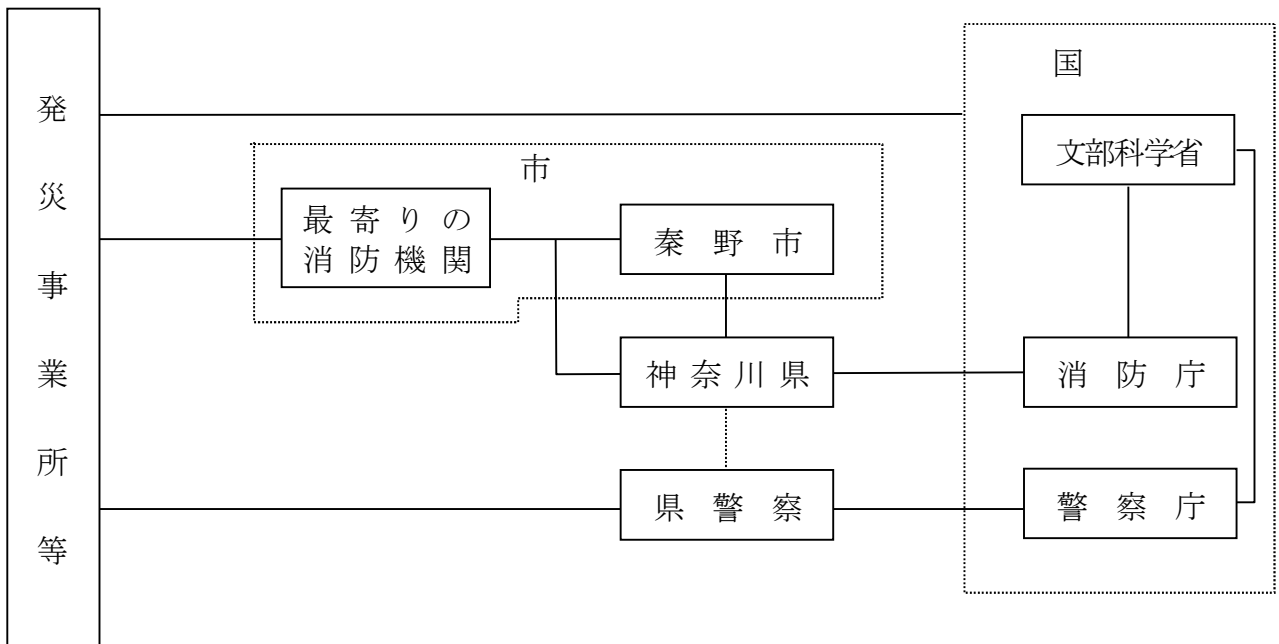 発災事業所等
国
文部科学省
市
最寄りの
消防機関
秦野市
神奈川県
消防庁
県警察
警察庁